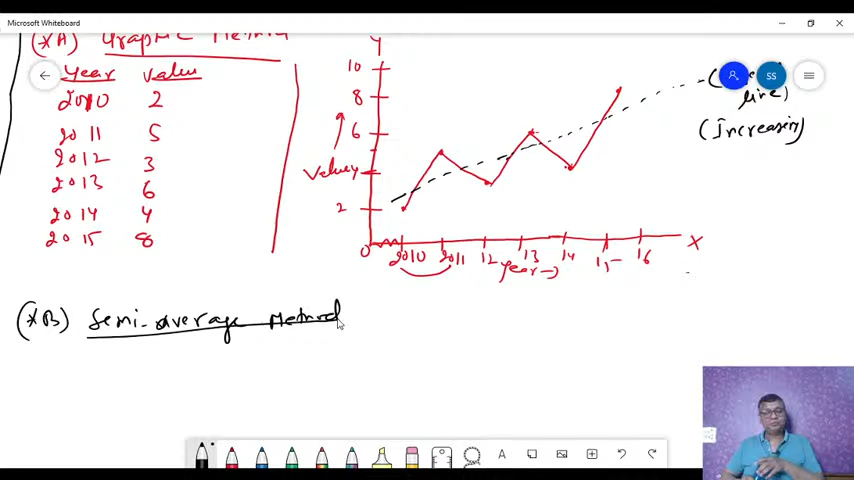 Microsoft Whiteboard
(*A) Graphic Method
Year Value
2010 2
2011 5
2012 3
2013 6
2014 4
2015 8
Y
10
8
6
Values
2
0
2010 2011 12 13 14 15 16
X
year→
SS
line)
(Increasing)
(*B) Semi-average Method
A